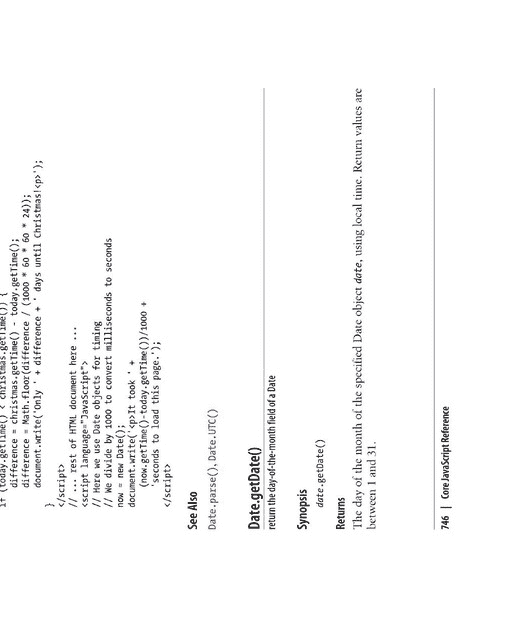 if (today.getTime() < christmas.getTime()) {
difference = christmas.getTime() - today.getTime();
difference = Math.floor(difference / (1000 * 60 * 60 * 24));
document.write('Only ' + difference + ' days until Christmas!<p>');
}
</script>
// ... rest of HTML document here ...
<script language="JavaScript">
// Here we use Date objects for timing
// We divide by 1000 to convert milliseconds to seconds
now = new Date();
document.write('<p>It took ' +
(now.getTime()-today.getTime())/1000 +
'seconds to load this page.');
</script>
See Also
Date.parse(), Date.UTC()
Date.getDate()
return the day-of-the-month field of a Date
Synopsis
date.getDate()
Returns
The day of the month of the specified Date object date, using local time. Return values are
between 1 and 31.
746 | Core JavaScript Reference